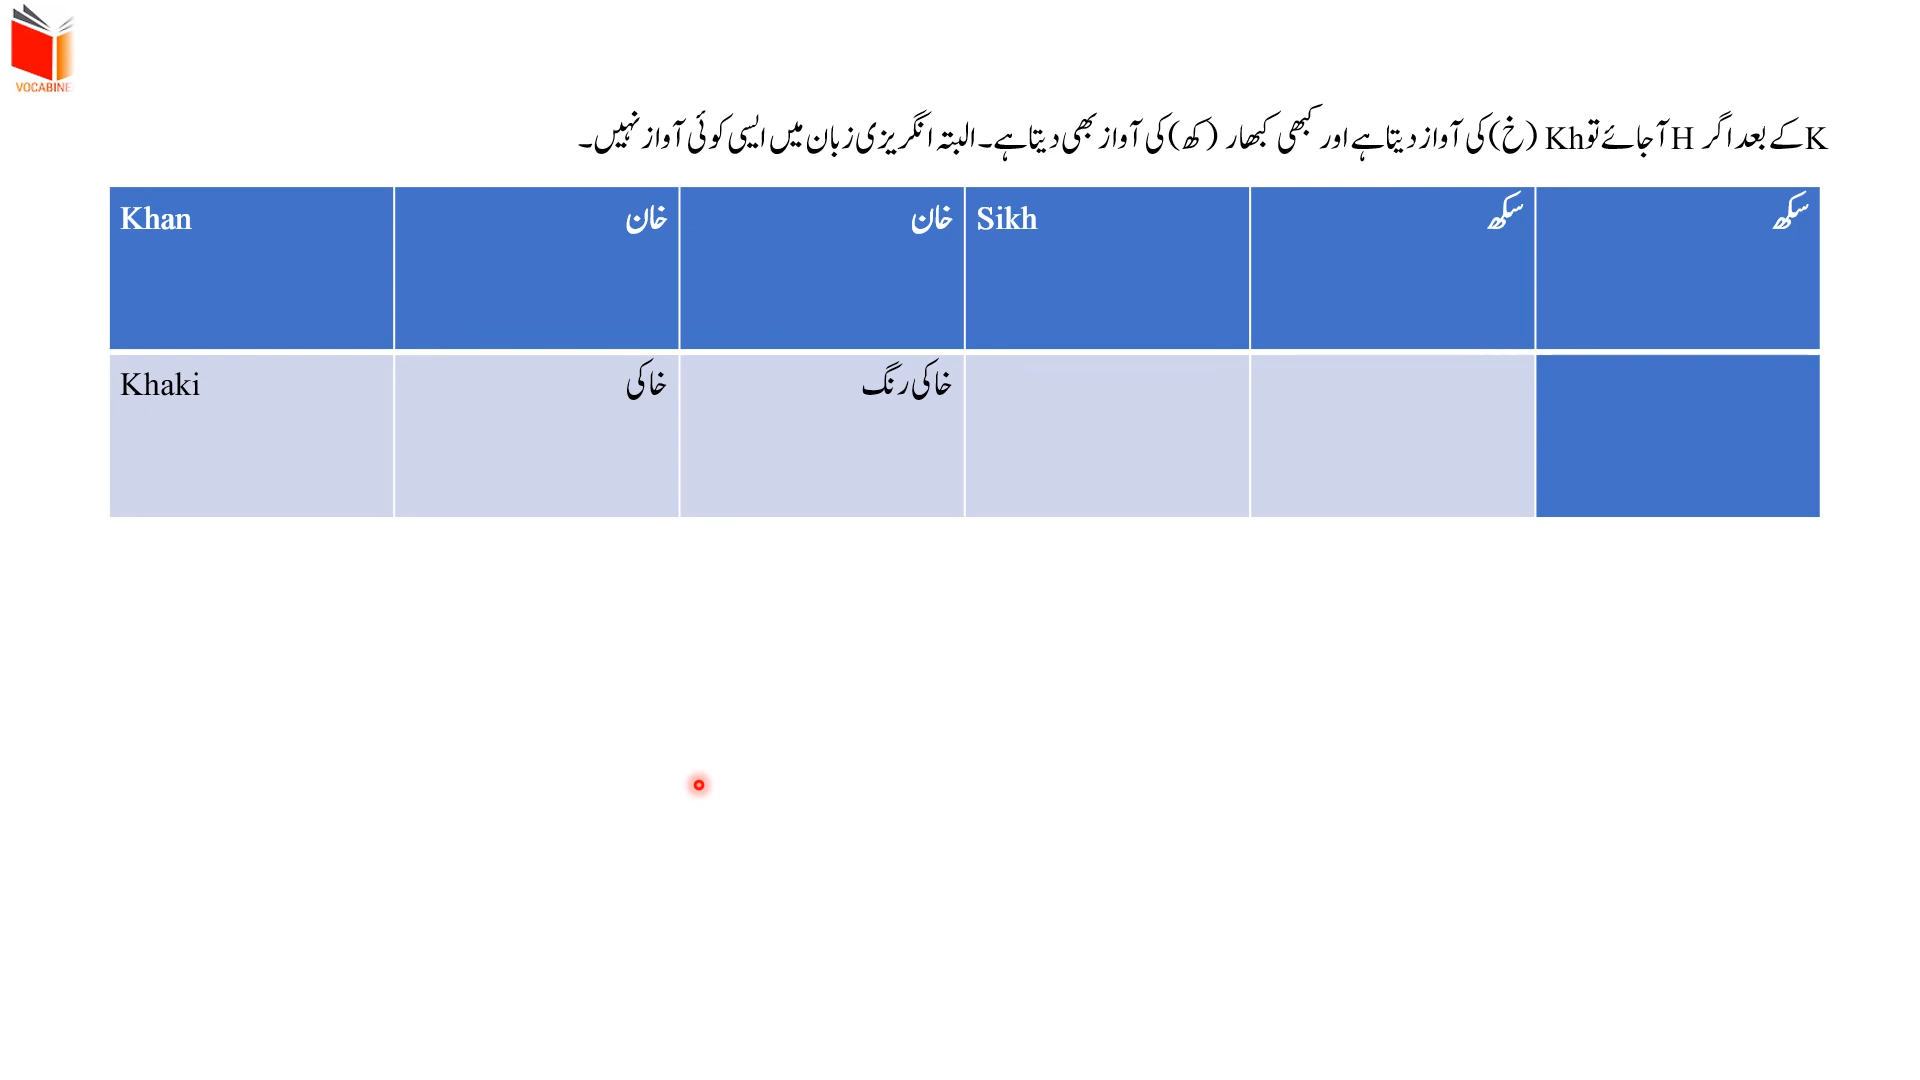 VOCABINE
K کے بعد اگر H آجائے تو Kh (خ) کی آواز دیتا ہے اور کبھی کبھار (کھ) کی آواز بھی دیتا ہے۔ البتہ انگریزی زبان میں ایسی کوئی آواز نہیں۔
Khan خان خان Sikh سکھ سکھ
Khaki خاکی خاکی رنگ